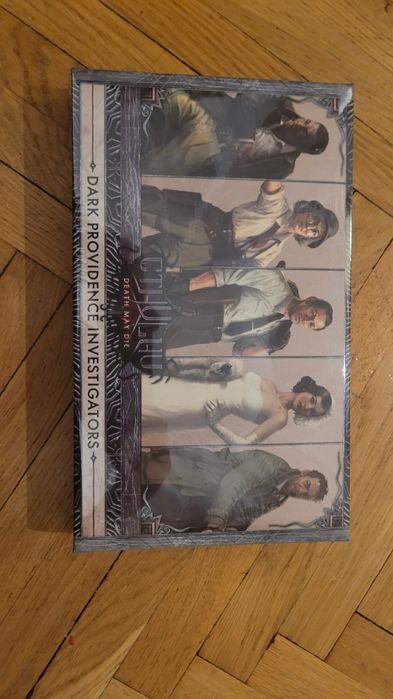 CTHULHU
DEATH MAY DIE
DARK PROVIDENCE INVESTIGATORS